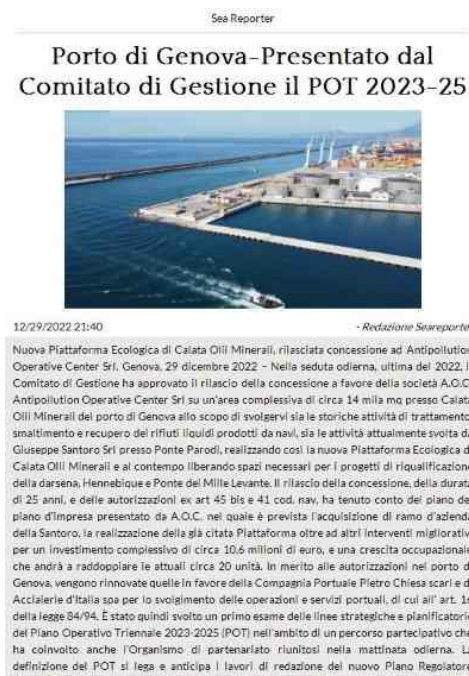 Sea Reporter
Porto di Genova-Presentato dal
Comitato di Gestione il POT 2023-25
12/29/2022 21:40
- Redazione Seareporter
Nuova Piattaforma Ecologica di Calata Olii Minerali, rilasciata concessione ad Antipollution
Operative Center Srl. Genova, 29 dicembre 2022 – Nella seduta odierna, ultima del 2022, i
Comitato di Gestione ha approvato il rilascio della concessione a favore della società A.O.C.
Antipollution Operative Center Srl su un'area complessiva di circa 14 mila mq presso Calata
Olii Minerali del porto di Genova allo scopo di svolgervi sia le storiche attività di trattamento
smaltimento e recupero dei rifiuti liquidi prodotti da navi, sia le attività attualmente svolta da
Giuseppe Santoro Srl presso Ponte Parodi, realizzando così la nuova Piattaforma Ecologica d
Calata Olii Minerali e al contempo liberando spazi necessari per i progetti di riqualificazione
della darsena, Hennebique e Ponte dei Mille Levante. Il rilascio della concessione, della durata
di 25 anni, e delle autorizzazioni ex art 45 bis e 41 cod. nav, ha tenuto conto del piano de
piano d'impresa presentato da A.O.C. nel quale è prevista l'acquisizione di ramo d'azienda
della Santoro, la realizzazione della già citata Piattaforma oltre ad altri interventi migliorativ
per un investimento complessivo di circa 10,6 milioni di euro, e una crescita occupazionale
che andrà a raddoppiare le attuali circa 20 unità. In merito alle autorizzazioni nel porto d
Genova, vengono rinnovate quelle in favore della Compagnia Portuale Pietro Chiesa scarl e d
Acciaierie d'Italia spa per lo svolgimento delle operazioni e servizi portuali, di cui all' art. 16
della legge 84/94. È stato quindi svolto un primo esame delle linee strategiche e pianificatorie
del Piano Operativo Triennale 2023-2025 (POT) nell'ambito di un percorso partecipativo che
ha coinvolto anche l'Organismo di partenariato riunitosi nella mattinata odierna. La
definizione del POT si lega e anticipa i lavori di redazione del nuovo Piano Regolatore